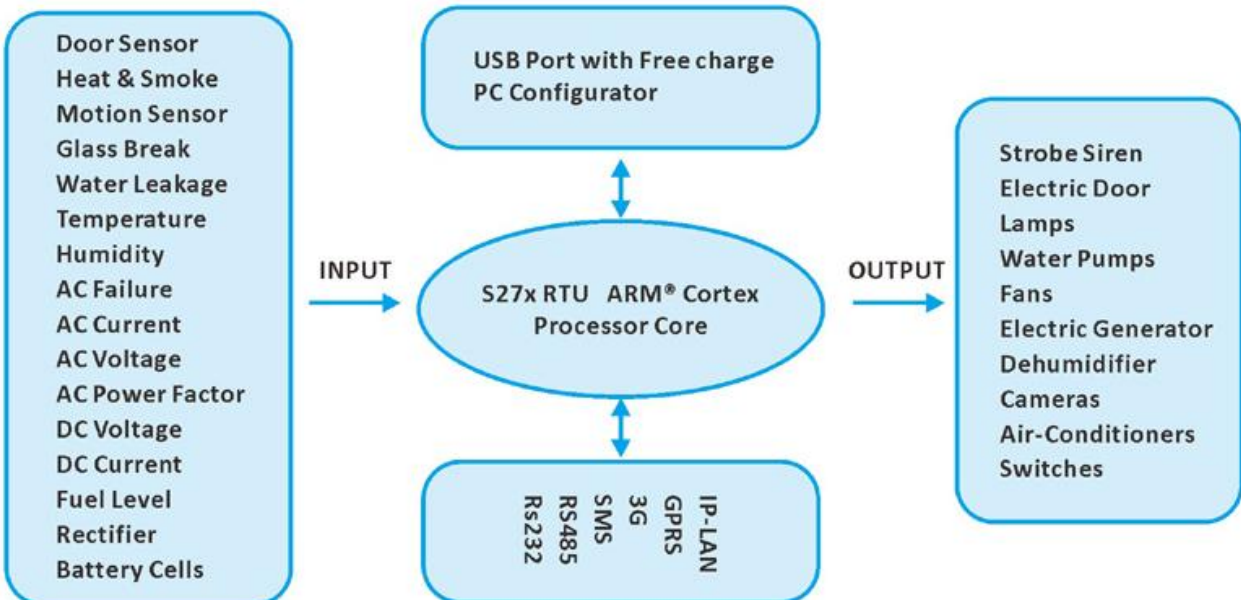 Door Sensor
Heat & Smoke
Motion Sensor
Glass Break
Water Leakage
Temperature
Humidity
AC Failure
AC Current
AC Voltage
AC Power Factor
DC Voltage
DC Current
Fuel Level
Rectifier
Battery Cells
INPUT
USB Port with Free charge
PC Configurator
S27x RTU ARM® Cortex
Processor Core
Rs232
RS485
SMS
3G
GPRS
IP-LAN
OUTPUT
Strobe Siren
Electric Door
Lamps
Water Pumps
Fans
Electric Generator
Dehumidifier
Cameras
Air-Conditioners
Switches